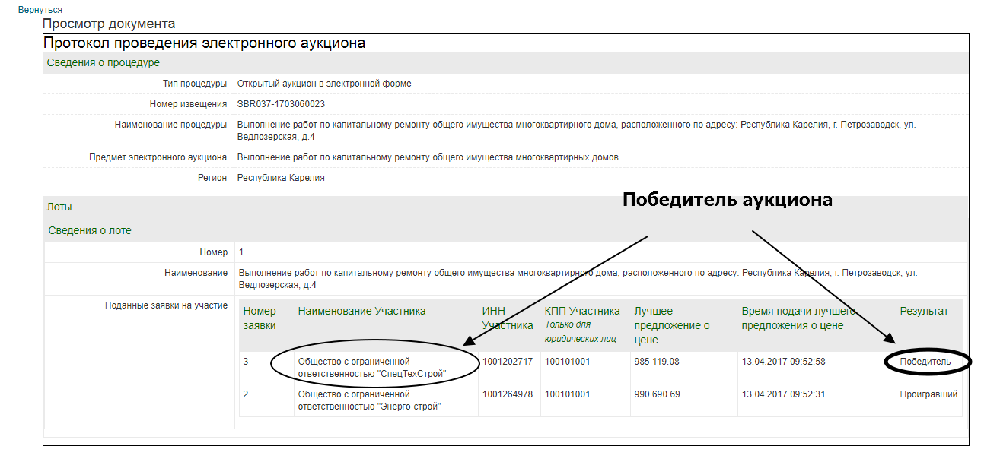 Вернуться
Просмотр документа
Протокол проведения электронного аукциона
Сведения о процедуре
Тип процедуры Открытый аукцион в электронной форме
Номер извещения SBR037-1703060023
Наименование процедуры Выполнение работ по капитальному ремонту общего имущества многоквартирного дома, расположенного по адресу: Республика Карелия, г. Петрозаводск, ул.
Ведлозерская, д.4
Предмет электронного аукциона Выполнение работ по капитальному ремонту общего имущества многоквартирных домов
Регион Республика Карелия
Победитель аукциона
Лоты
Сведения о лоте
Номер 1
Наименование Выполнение работ по капитальному ремонту общего имущества многоквартирного дома, расположенного по адресу: Республика Карелия, г. Петрозаводск, ул.
Ведлозерская, д.4
Поданные заявки на участие
Номер Наименование Участника ИНН КПП Участника Лучшее Время подачи лучшего Результат
заявки Участника Только для предложение о предложения о цене
юридических лиц цене
3 Общество с ограниченной 1001202717 100101001 985 119.08 13.04.2017 09:52:58 Победитель
ответственностью "СпецТехСтрой"
2 Общество с ограниченной 1001264978 100101001 990 690.69 13.04.2017 09:52:31 Проигравший
ответственностью "Энерго-строй"